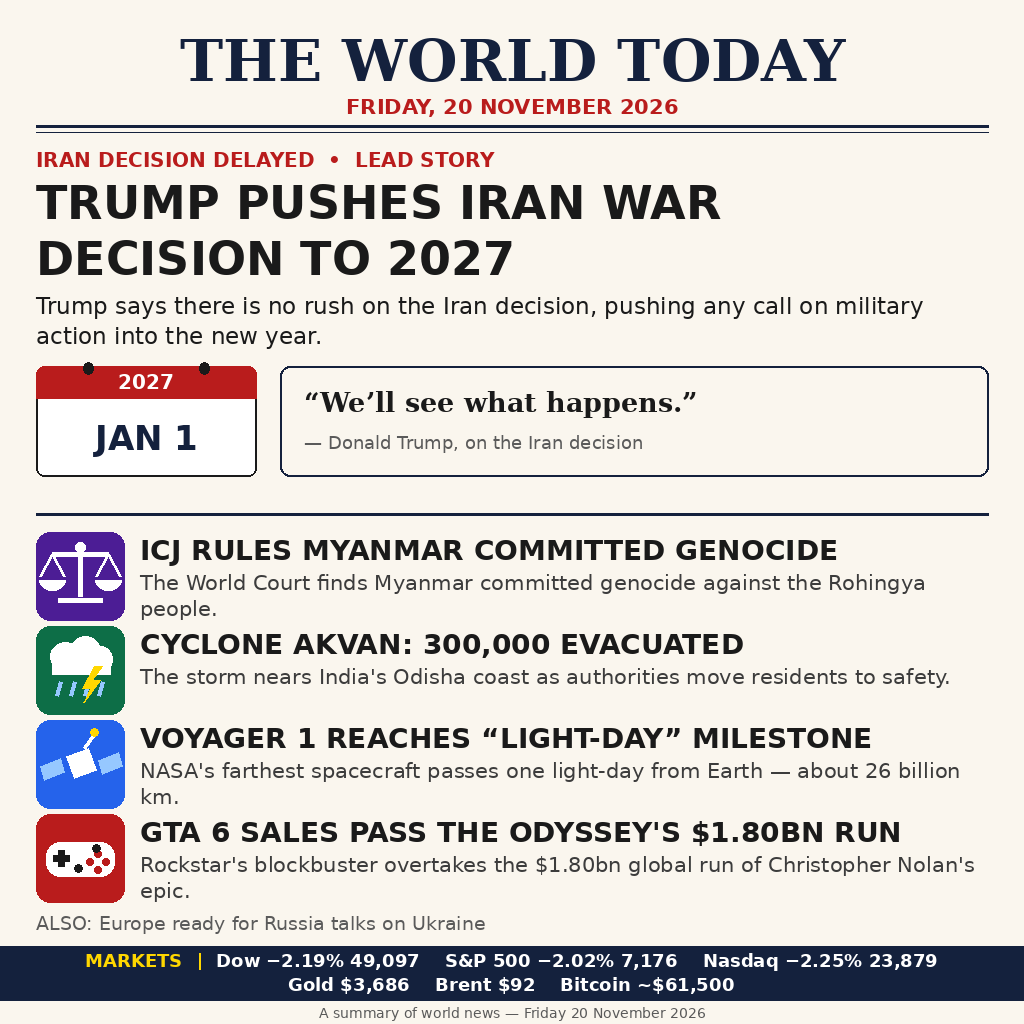 THE WORLD TODAY
FRIDAY, 20 NOVEMBER 2026
IRAN DECISION DELAYED • LEAD STORY
TRUMP PUSHES IRAN WAR
DECISION TO 2027
Trump says there is no rush on the Iran decision, pushing any call on military
action into the new year.
2027
JAN 1
“We’ll see what happens.”
— Donald Trump, on the Iran decision
ICJ RULES MYANMAR COMMITTED GENOCIDE
The World Court finds Myanmar committed genocide against the Rohingya
people.
CYCLONE AKVAN: 300,000 EVACUATED
The storm nears India's Odisha coast as authorities move residents to safety.
VOYAGER 1 REACHES “LIGHT-DAY” MILESTONE
NASA's farthest spacecraft passes one light-day from Earth — about 26 billion
km.
GTA 6 SALES PASS THE ODYSSEY'S $1.80BN RUN
Rockstar's blockbuster overtakes the $1.80bn global run of Christopher Nolan's
epic.
ALSO: Europe ready for Russia talks on Ukraine
MARKETS | Dow −2.19% 49,097 S&P 500 −2.02% 7,176 Nasdaq −2.25% 23,879
Gold $3,686 Brent $92 Bitcoin ~$61,500
A summary of world news — Friday 20 November 2026